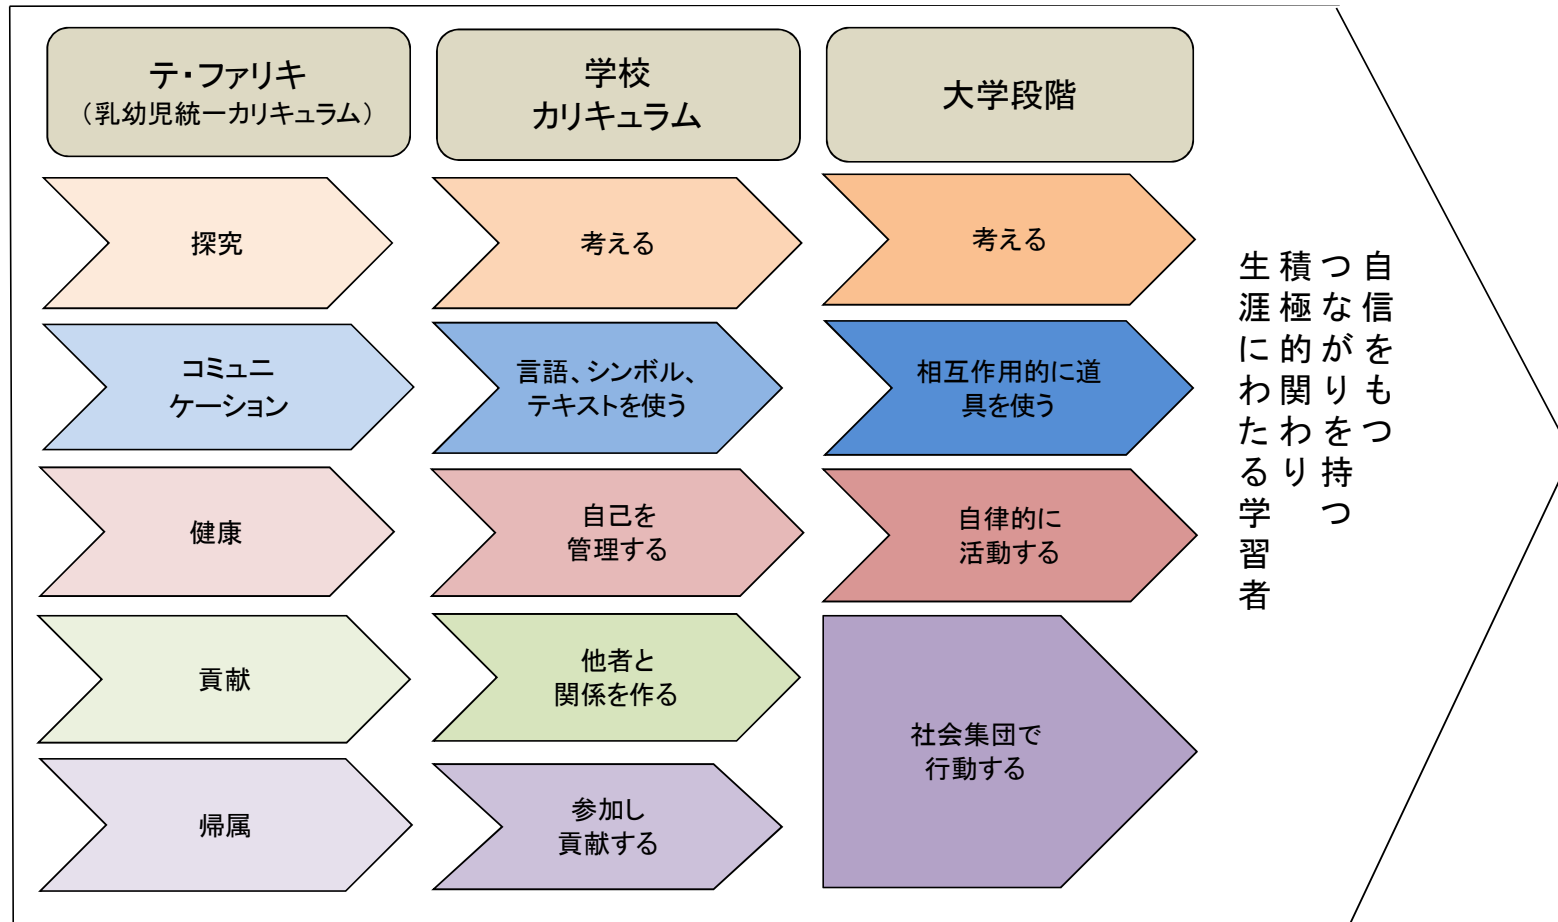 テ・ファリキ
（乳幼児統一カリキュラム）
学校
カリキュラム
大学段階
探究
考える
考える
コミュニ
ケーション
言語、シンボル、
テキストを使う
相互作用的に道
具を使う
健康
自己を
管理する
自律的に
活動する
貢献
他者と
関係を作る
社会集団で
行動する
帰属
参加し
貢献する
自信をもつ
つながりを持つ
積極的関わり
生涯にわたる学習者